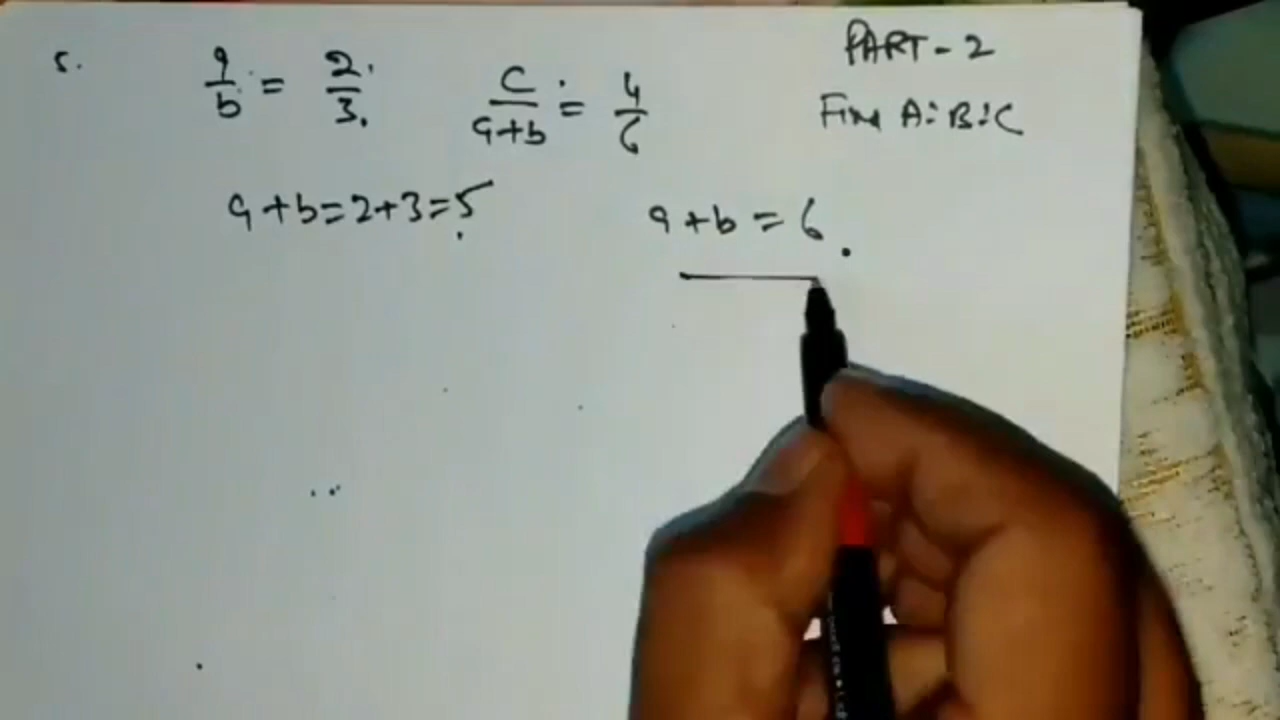 PART-2
5. a/b = 2/3. c/a+b = 4/6
Find A:B:C
a+b=2+3=5
a+b=6.